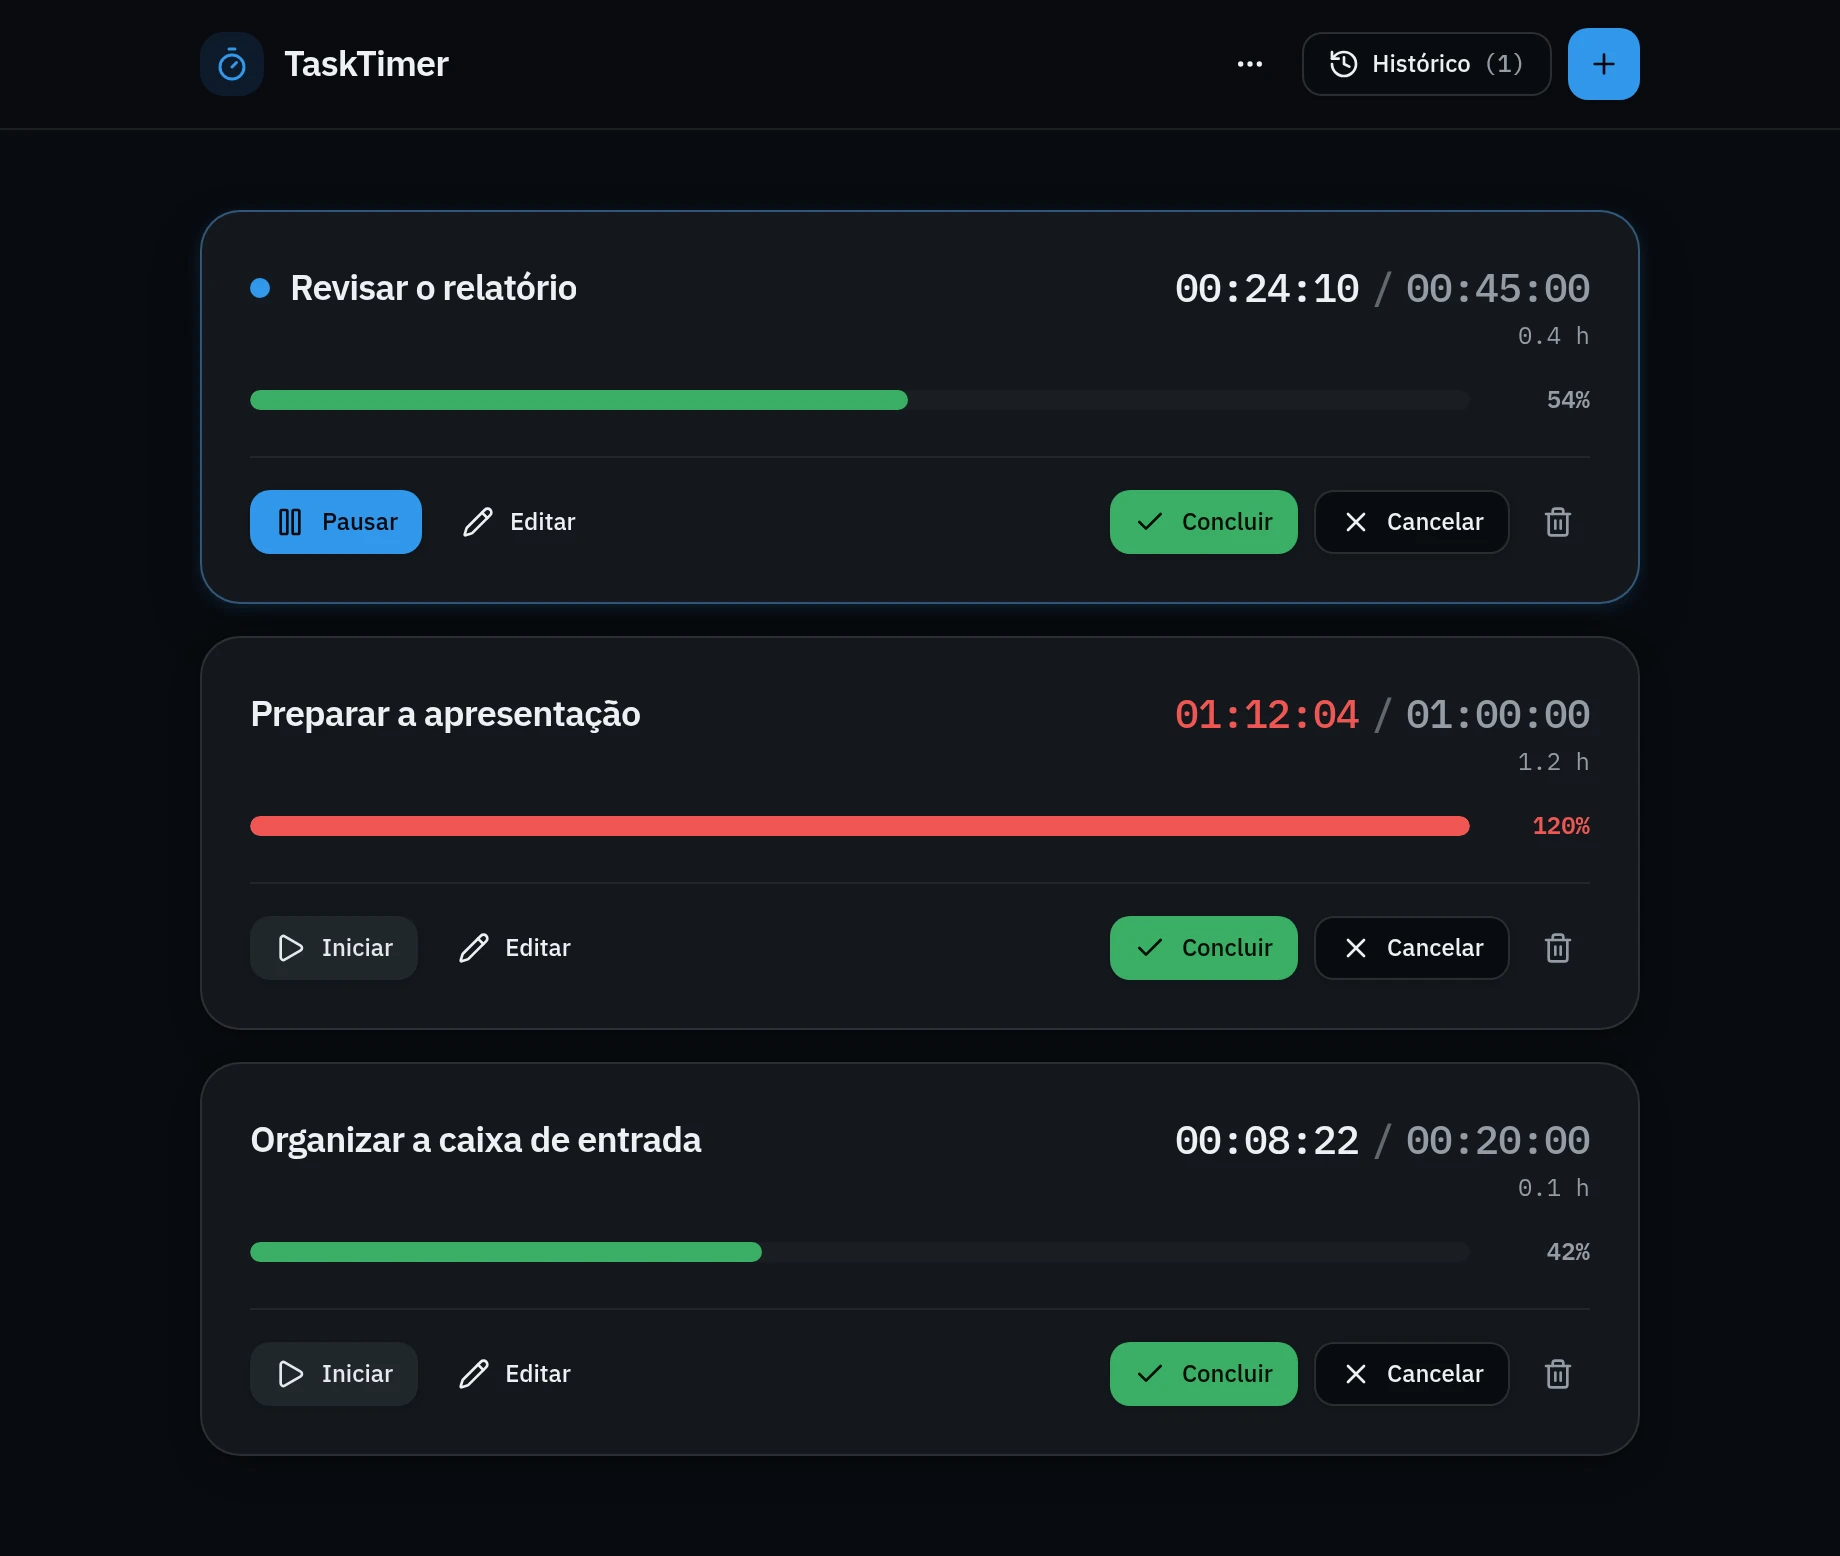 TaskTimer
Histórico (1)
Revisar o relatório
00:24:10 / 00:45:00
0.4 h
54%
Pausar
Editar
Concluir
Cancelar
Preparar a apresentação
01:12:04 / 01:00:00
1.2 h
120%
Iniciar
Editar
Concluir
Cancelar
Organizar a caixa de entrada
00:08:22 / 00:20:00
0.1 h
42%
Iniciar
Editar
Concluir
Cancelar